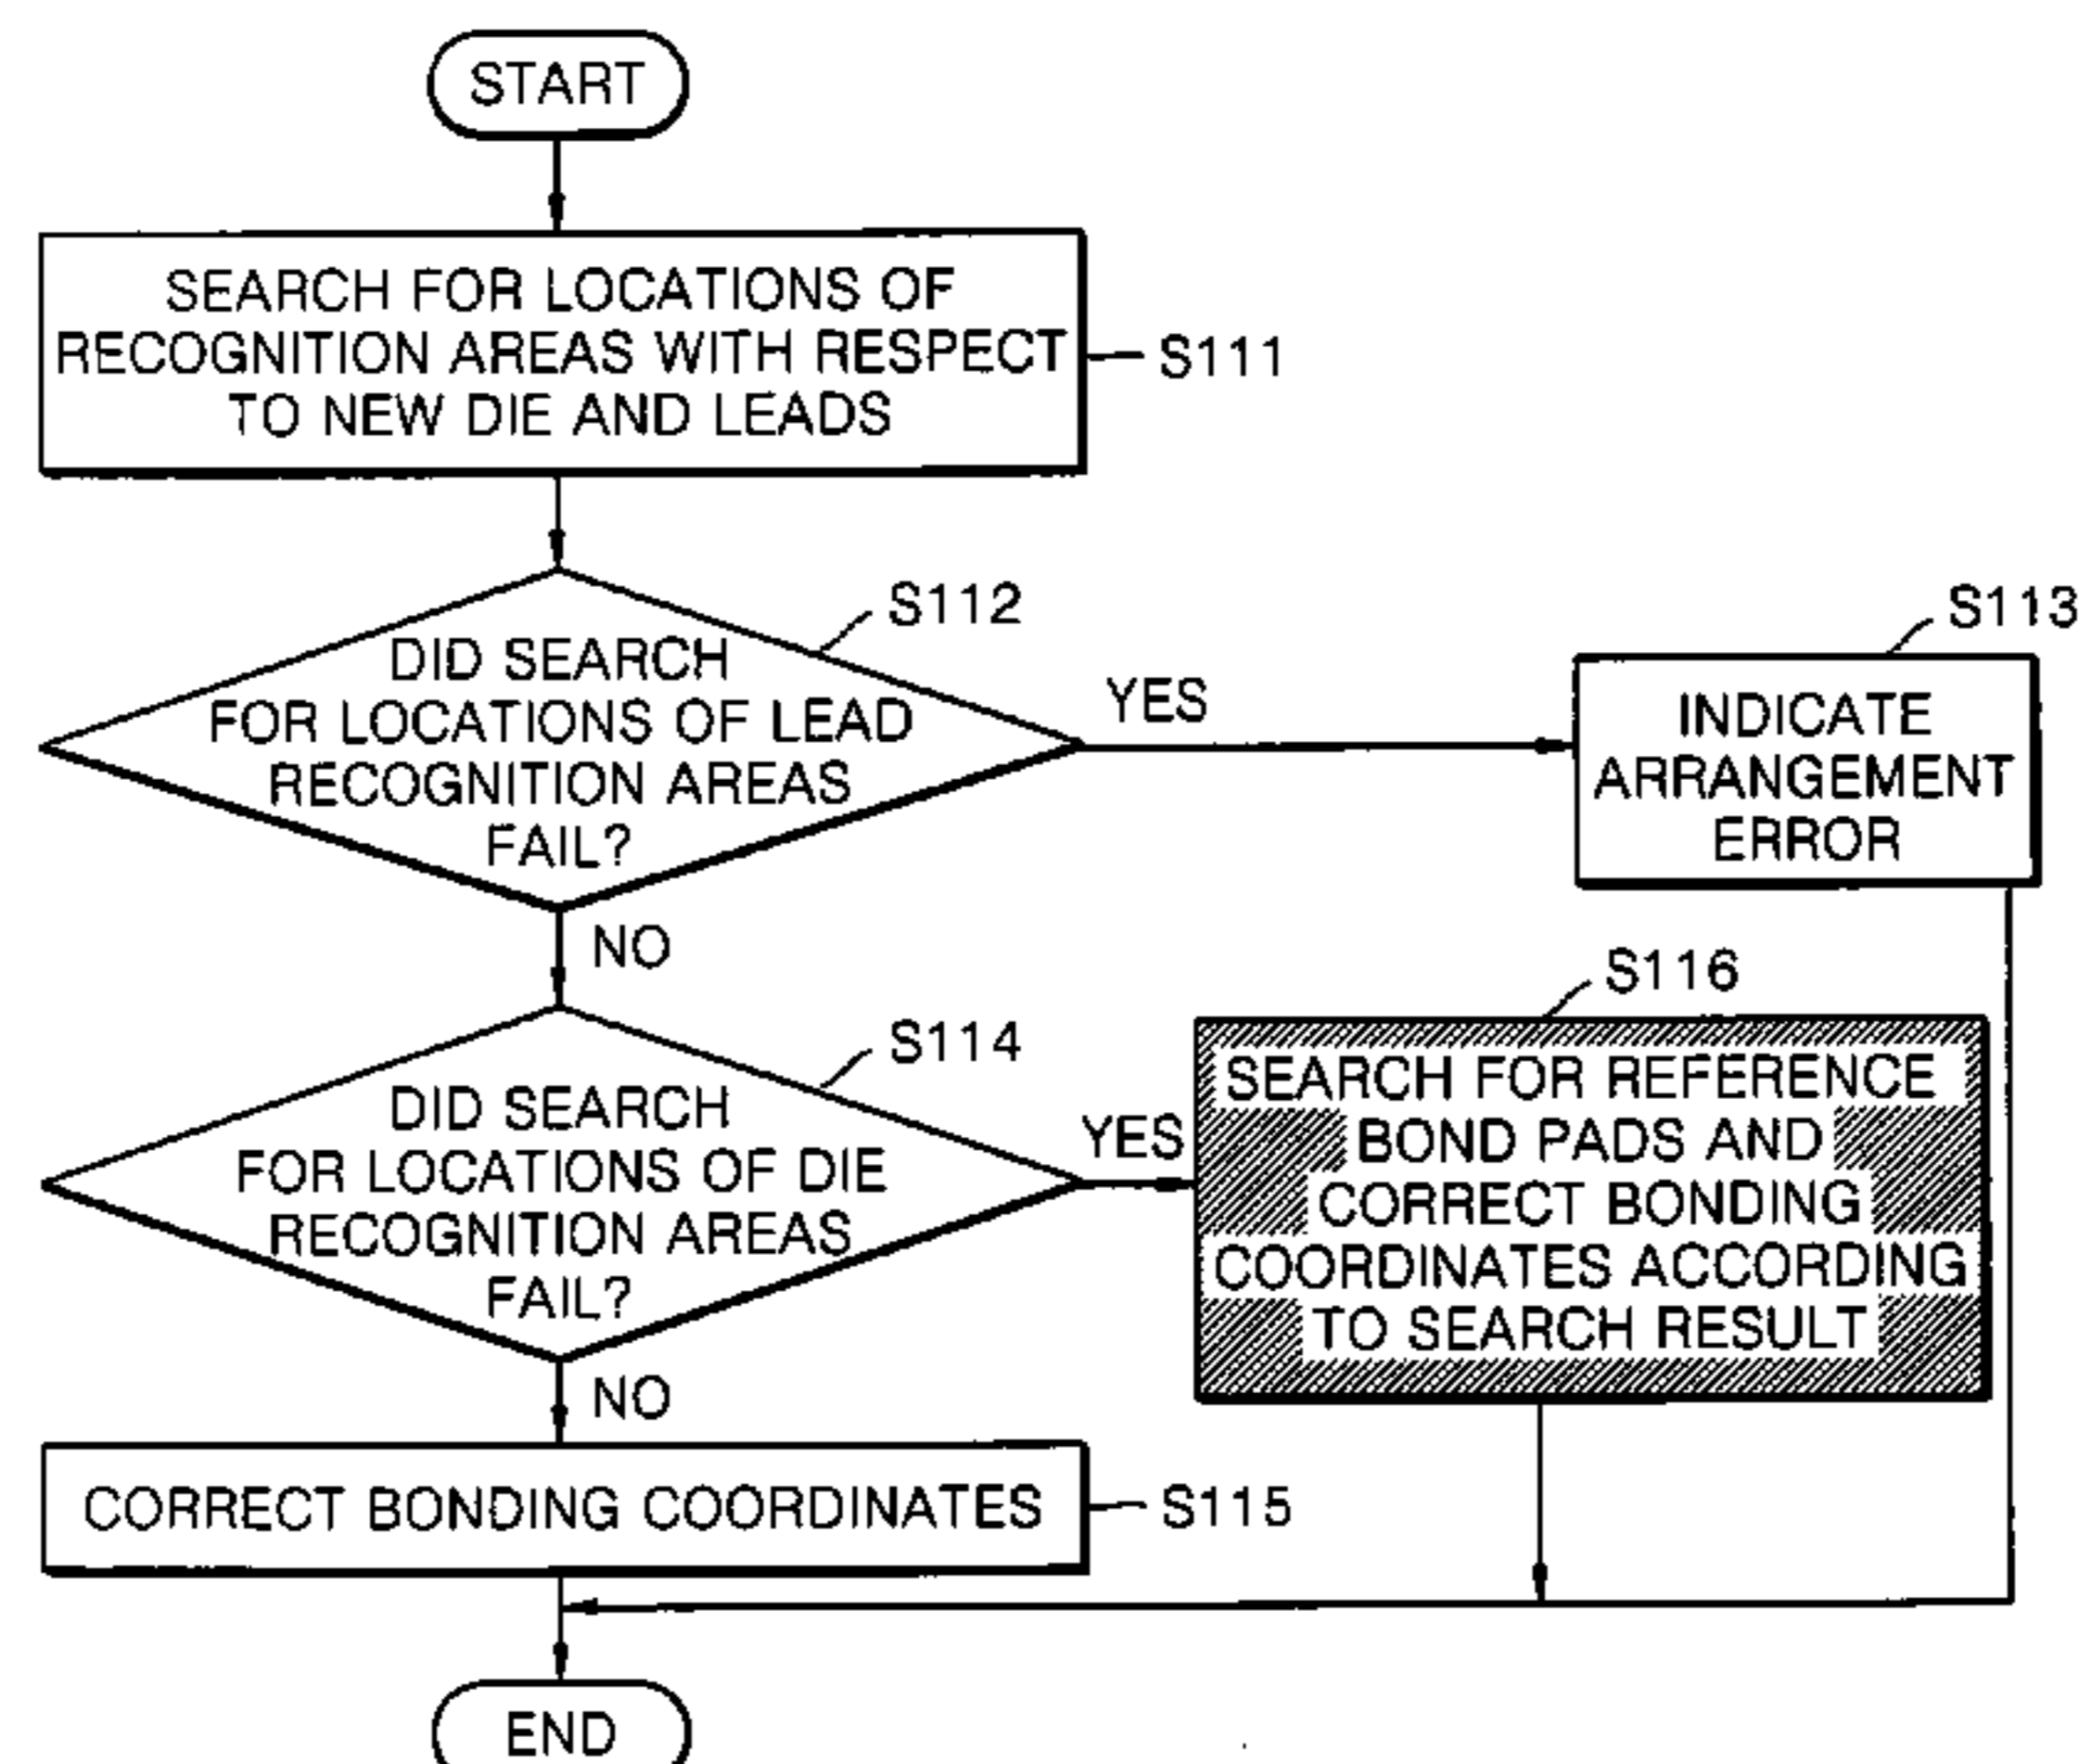 START
SEARCH FOR LOCATIONS OF
RECOGNITION AREAS WITH RESPECT
TO NEW DIE AND LEADS
S111
S112
DID SEARCH
FOR LOCATIONS OF LEAD
RECOGNITION AREAS
FAIL?
YES
S113
INDICATE
ARRANGEMENT
ERROR
NO
S114
DID SEARCH
FOR LOCATIONS OF DIE
RECOGNITION AREAS
FAIL?
YES
S116
SEARCH FOR REFERENCE
BOND PADS AND
CORRECT BONDING
COORDINATES ACCORDING
TO SEARCH RESULT
NO
CORRECT BONDING COORDINATES
S115
END